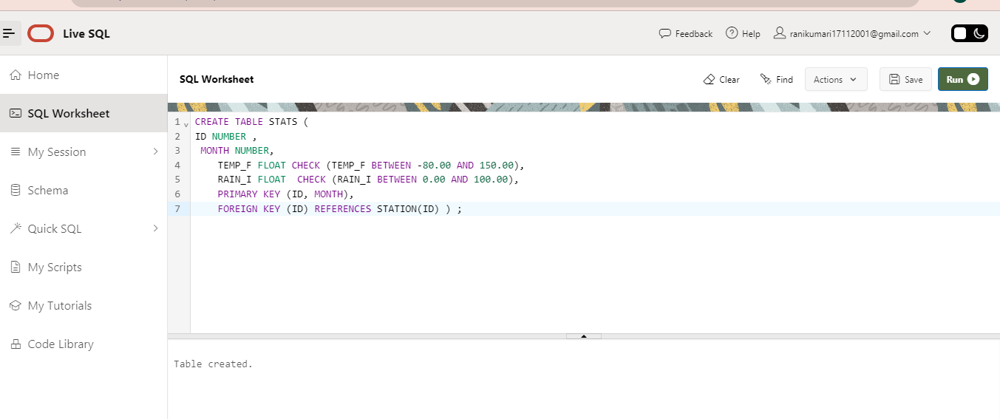 Live SQL
Feedback
Help
ranikumari17112001@gmail.com
Home
SQL Worksheet
My Session
Schema
Quick SQL
My Scripts
My Tutorials
Code Library
SQL Worksheet
Clear
Find
Actions
Save
Run
1 CREATE TABLE STATS (
2 ID NUMBER ,
3 MONTH NUMBER,
4 TEMP_F FLOAT CHECK (TEMP_F BETWEEN -80.00 AND 150.00),
5 RAIN_I FLOAT  CHECK (RAIN_I BETWEEN 0.00 AND 100.00),
6 PRIMARY KEY (ID, MONTH),
7 FOREIGN KEY (ID) REFERENCES STATION(ID) ) ;
Table created.